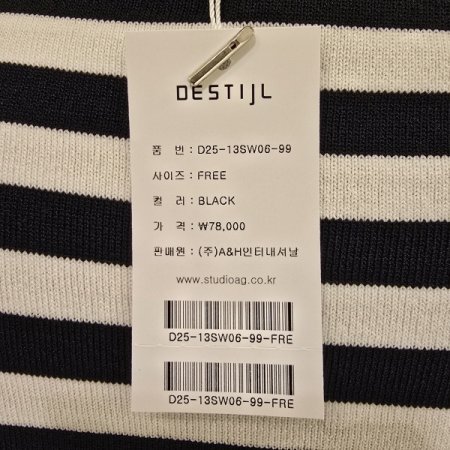 DESTIJL
품 번 : D25-13SW06-99
사이즈 : FREE
컬 러 : BLACK
가 격 : ₩78,000
판매원 : (주)A&H인터내셔날
www.studioag.co.kr
D25-13SW06-99-FRE
D25-13SW06-99-FRE